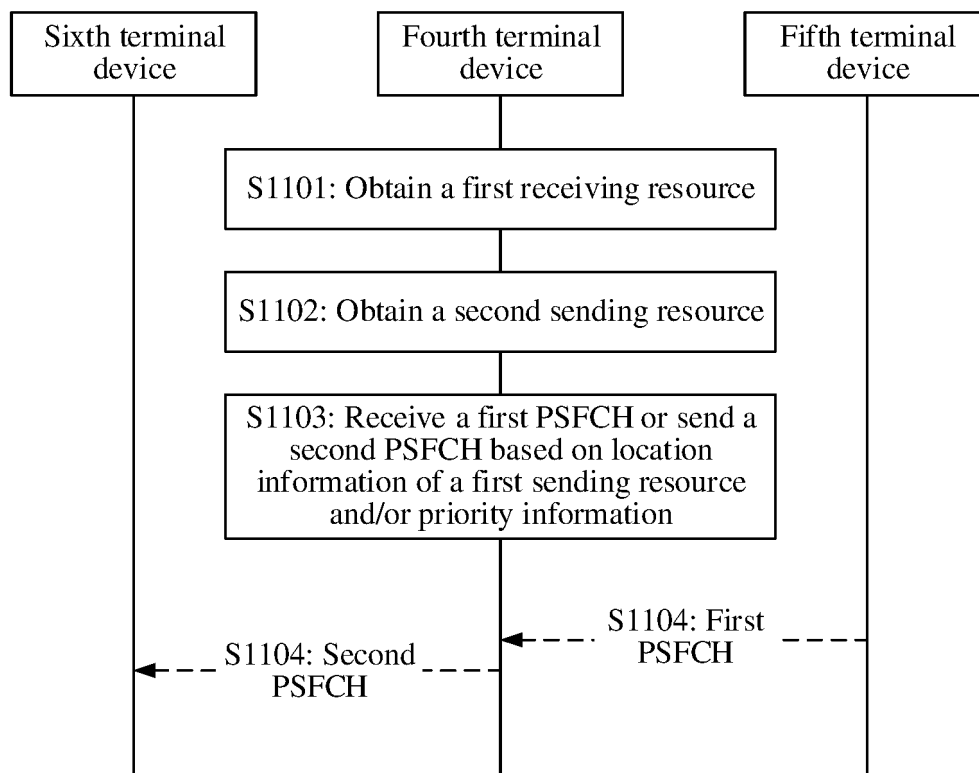 Sixth terminal
device
Fourth terminal
device
Fifth terminal
device
S1101: Obtain a first receiving resource
S1102: Obtain a second sending resource
S1103: Receive a first PSFCH or send a
second PSFCH based on location
information of a first sending resource
and/or priority information
S1104: First
PSFCH
S1104: Second
PSFCH